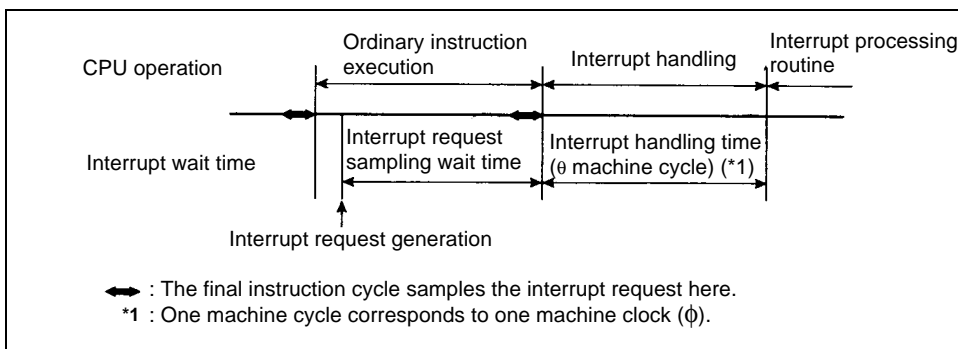 Ordinary instruction
execution
Interrupt handling
Interrupt processing
routine
CPU operation
Interrupt wait time
Interrupt request
sampling wait time
Interrupt handling time
(θ machine cycle) (*1)
Interrupt request generation
: The final instruction cycle samples the interrupt request here.
*1 : One machine cycle corresponds to one machine clock (ϕ).